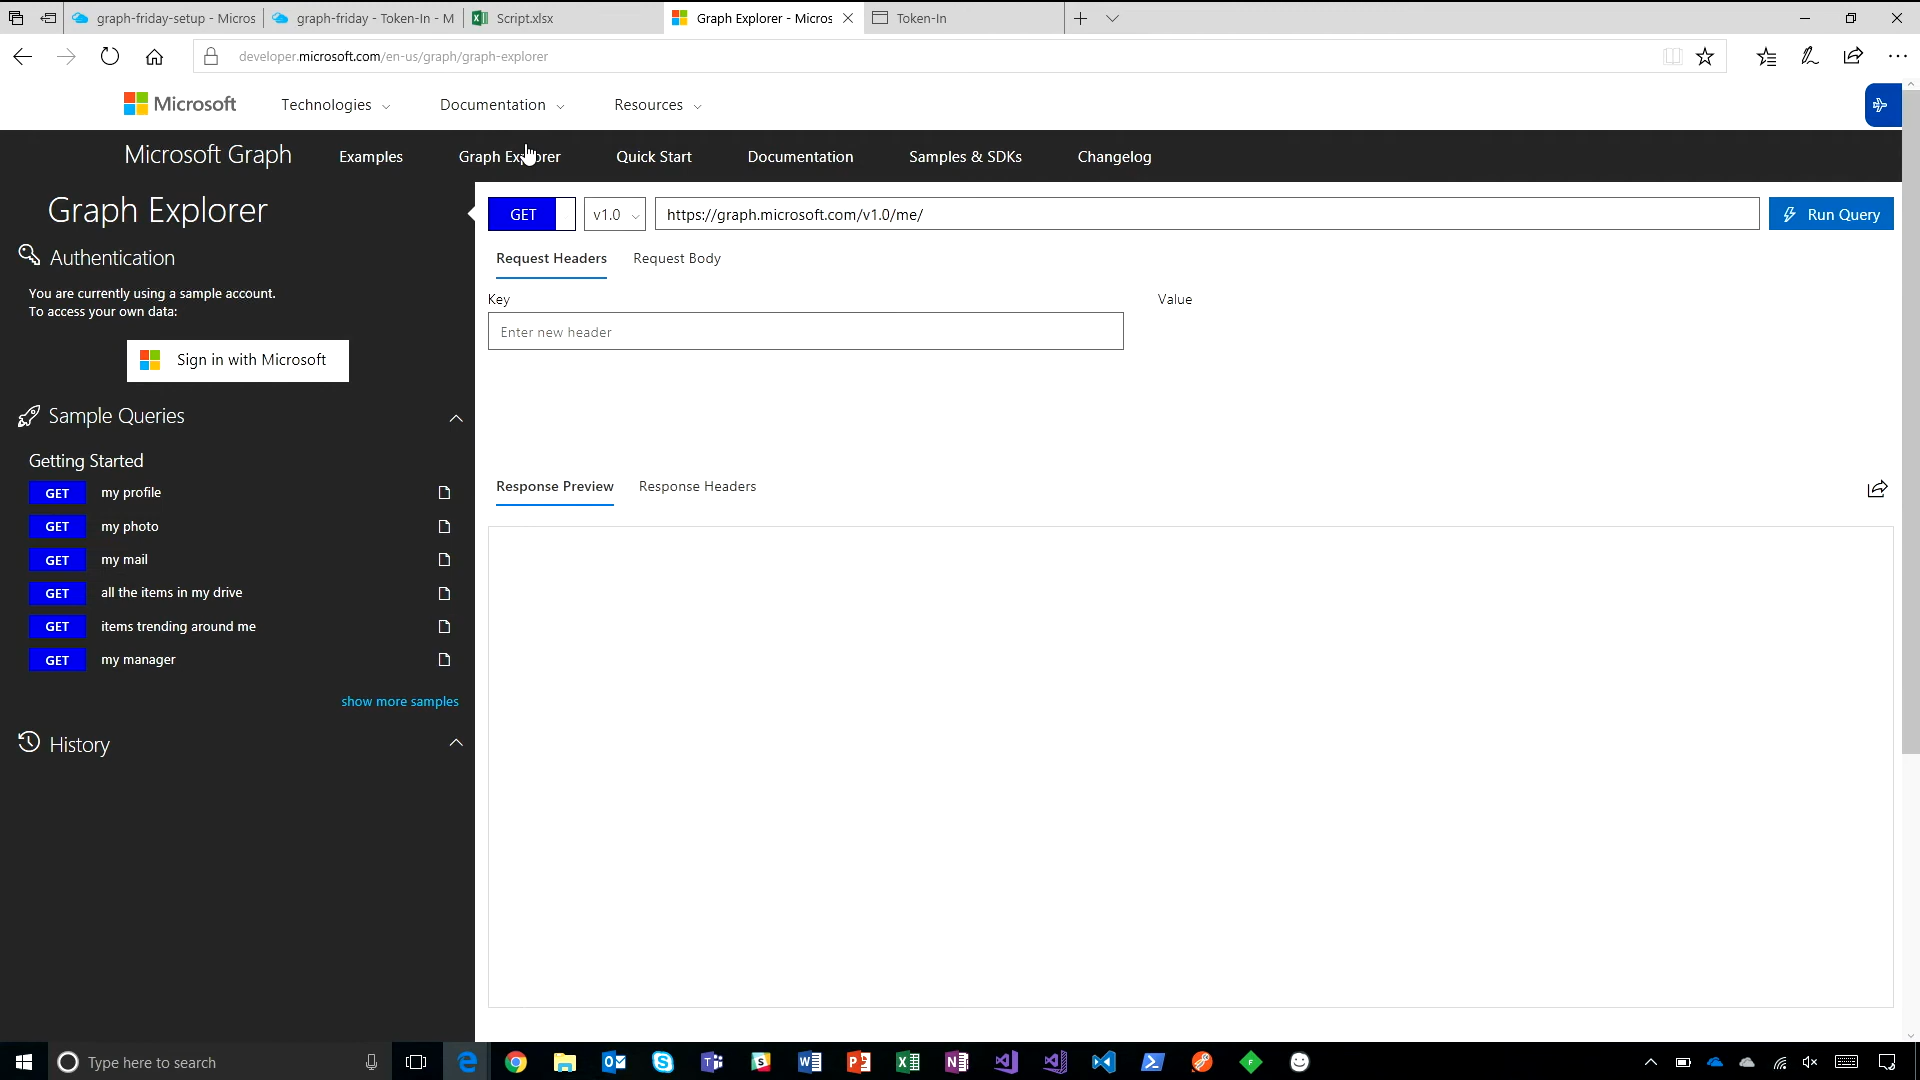 graph-friday-setup - Micros
graph-friday - Token-In - M
Script.xlsx
Graph Explorer - Micros
Token-In
developer.microsoft.com/en-us/graph/graph-explorer
Microsoft
Technologies
Documentation
Resources
Microsoft Graph
Examples
Graph Explorer
Quick Start
Documentation
Samples & SDKs
Changelog
Graph Explorer
Authentication
You are currently using a sample account.
To access your own data:
Sign in with Microsoft
Sample Queries
Getting Started
GET my profile
GET my photo
GET my mail
GET all the items in my drive
GET items trending around me
GET my manager
show more samples
History
GET
v1.0
https://graph.microsoft.com/v1.0/me/
Run Query
Request Headers
Request Body
Key
Value
Enter new header
Response Preview
Response Headers
Type here to search